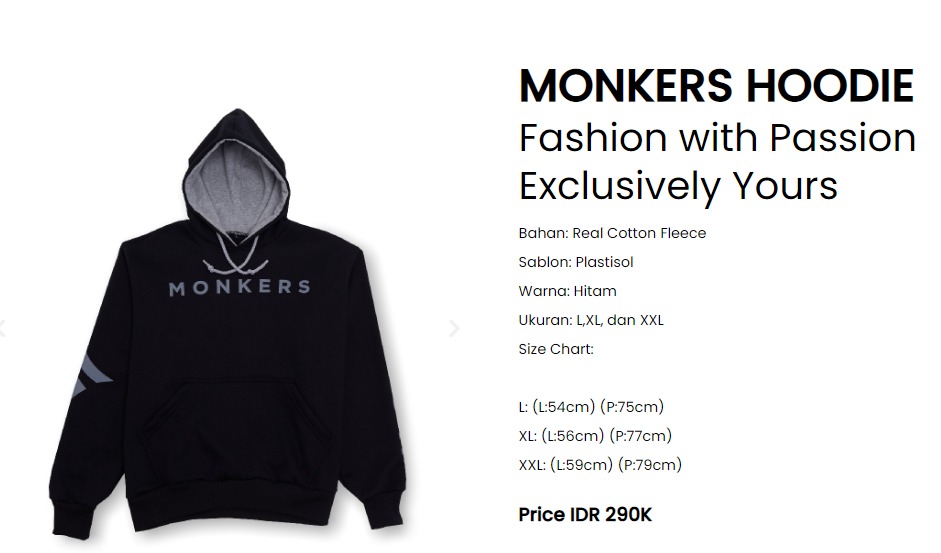 MONKERS HOODIE
Fashion with Passion
Exclusively Yours
Bahan: Real Cotton Fleece
Sablon: Plastisol
Warna: Hitam
Ukuran: L,XL, dan XXL
Size Chart:
L: (L:54cm) (P:75cm)
XL: (L:56cm) (P:77cm)
XXL: (L:59cm) (P:79cm)
Price IDR 290K
MONKERS